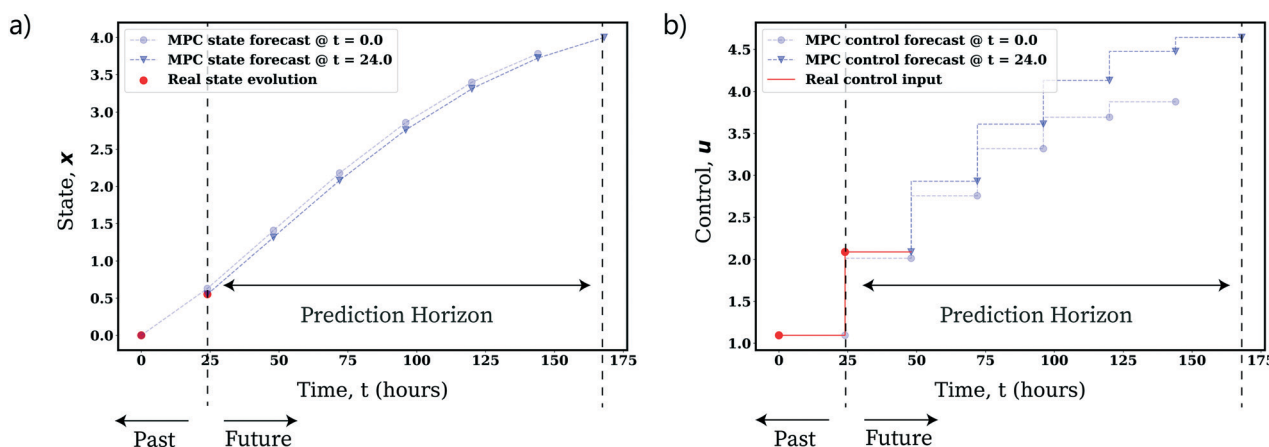 a)
MPC state forecast @ t = 0.0
MPC state forecast @ t = 24.0
Real state evolution
4.0
3.5
3.0
2.5
2.0
1.5
1.0
0.5
0.0
State, x
Prediction Horizon
0 25 50 75 100 125 150 175
Time, t (hours)
Past Future
b)
MPC control forecast @ t = 0.0
MPC control forecast @ t = 24.0
Real control input
4.5
4.0
3.5
3.0
2.5
2.0
1.5
1.0
Control, u
Prediction Horizon
0 25 50 75 100 125 150 175
Time, t (hours)
Past Future